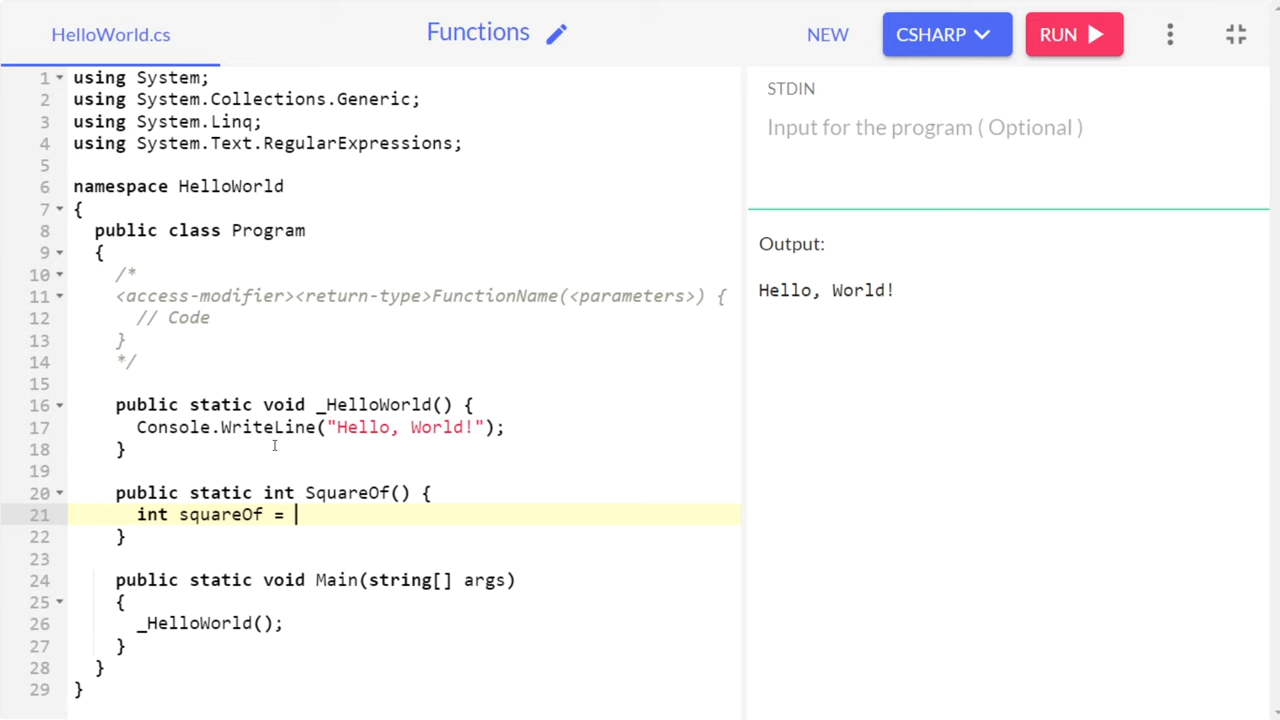 HelloWorld.cs
Functions
NEW
CSHARP
RUN
1 using System;
2 using System.Collections.Generic;
3 using System.Linq;
4 using System.Text.RegularExpressions;
5
6 namespace HelloWorld
7 {
8 public class Program
9 {
10 /*
11 <access-modifier><return-type>FunctionName(<parameters>) {
12 // Code
13 }
14 */
15
16 public static void _HelloWorld() {
17 Console.WriteLine("Hello, World!");
18 }
19
20 public static int SquareOf() {
21 int squareOf =
22 }
23
24 public static void Main(string[] args)
25 {
26 _HelloWorld();
27 }
28 }
29 }
STDIN
Input for the program ( Optional )
Output:
Hello, World!